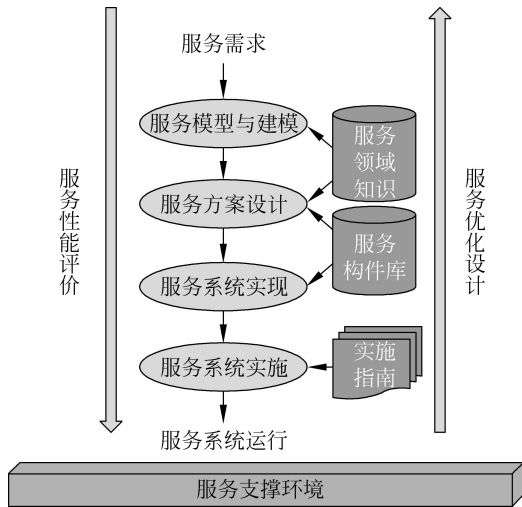 服务需求
服务模型与建模
服务
领域
知识
服务性能评价
服务方案设计
服务优化设计
服务
构件库
服务系统实现
服务系统实施
实施
指南
服务系统运行
服务支撑环境